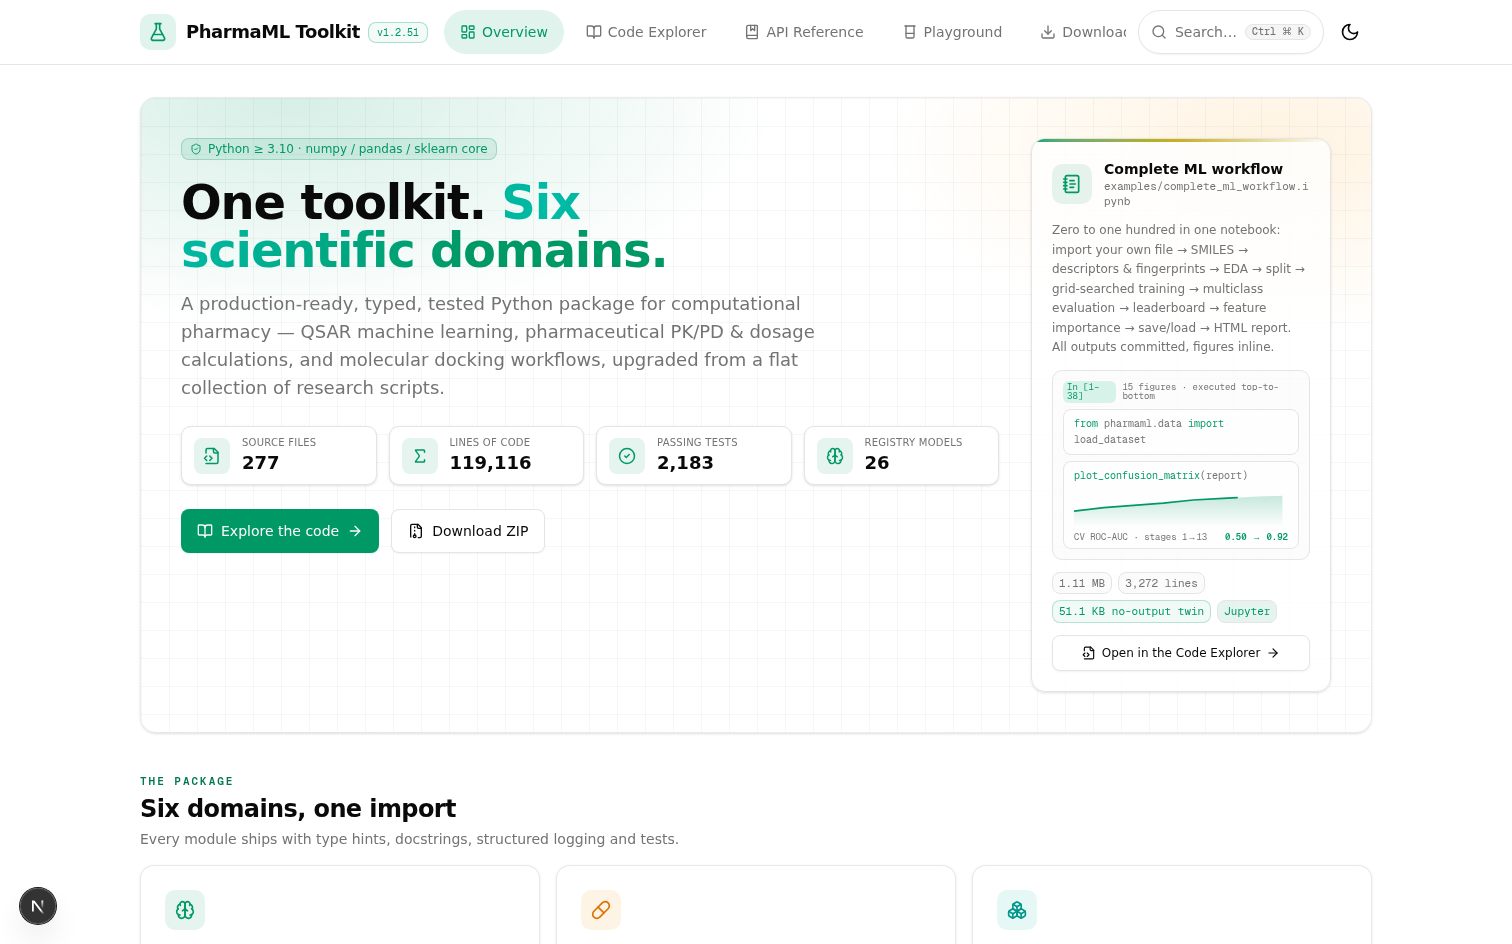 PharmaML Toolkit
v1.2.51
Overview
Code Explorer
API Reference
Playground
Download
Search...
Ctrl ⌘ K
Python ≥ 3.10 · numpy / pandas / sklearn core
One toolkit. Six
scientific domains.
A production-ready, typed, tested Python package for computational
pharmacy — QSAR machine learning, pharmaceutical PK/PD & dosage
calculations, and molecular docking workflows, upgraded from a flat
collection of research scripts.
SOURCE FILES
277
LINES OF CODE
119,116
PASSING TESTS
2,183
REGISTRY MODELS
26
Explore the code →
Download ZIP
Complete ML workflow
examples/complete_ml_workflow.i
pynb
Zero to one hundred in one notebook:
import your own file → SMILES →
descriptors & fingerprints → EDA → split →
grid-searched training → multiclass
evaluation → leaderboard → feature
importance → save/load → HTML report.
All outputs committed, figures inline.
In [1–
38]
15 figures · executed top-to-
bottom
from pharmaml.data import
load_dataset
plot_confusion_matrix(report)
CV ROC-AUC · stages 1→13
0.50 → 0.92
1.11 MB
3,272 lines
51.1 KB no-output twin
Jupyter
Open in the Code Explorer →
THE PACKAGE
Six domains, one import
Every module ships with type hints, docstrings, structured logging and tests.
N